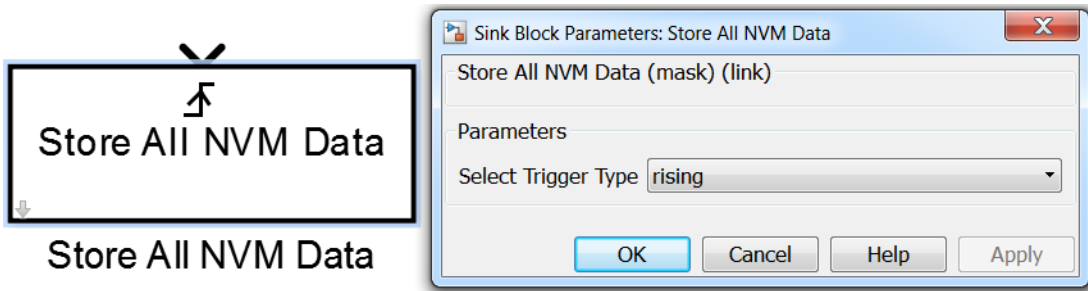 Store All NVM Data
Store All NVM Data
Sink Block Parameters: Store All NVM Data
X
Store All NVM Data (mask) (link)
Parameters
Select Trigger Type rising
OK Cancel Help Apply